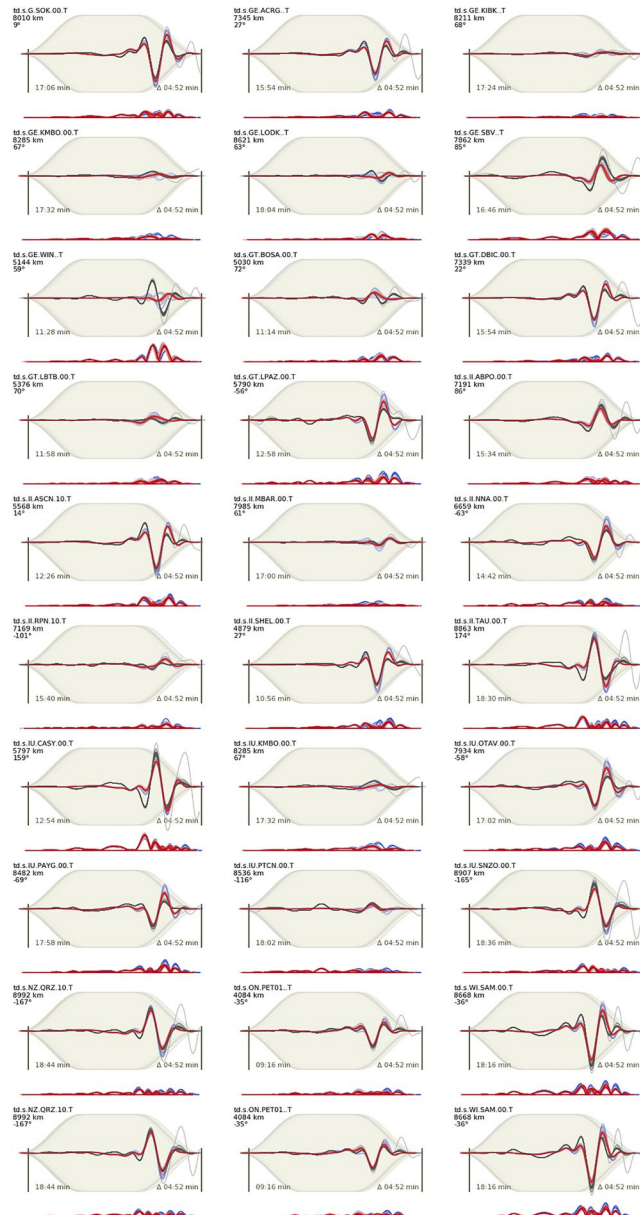 td.s.G.SOK.00.T
8010 km
9°
17:06 min
Δ 04:52 min
td.s.GE.ACRG..T
7345 km
27°
15:54 min
Δ 04:52 min
td.s.GE.KIBK..T
8211 km
68°
17:24 min
Δ 04:52 min
td.s.GE.KMBO.00.T
8285 km
67°
17:32 min
Δ 04:52 min
td.s.GE.LODK..T
8621 km
63°
18:04 min
Δ 04:52 min
td.s.GE.SBV..T
7862 km
85°
16:46 min
Δ 04:52 min
td.s.GE.WIN..T
5144 km
59°
11:28 min
Δ 04:52 min
td.s.GT.BOSA.00.T
5030 km
72°
11:14 min
Δ 04:52 min
td.s.GT.DBIC.00.T
7339 km
22°
15:54 min
Δ 04:52 min
td.s.GT.LBTB.00.T
5376 km
70°
11:58 min
Δ 04:52 min
td.s.GT.LPAZ.00.T
5790 km
-56°
12:58 min
Δ 04:52 min
td.s.II.ABPO.00.T
7191 km
86°
15:34 min
Δ 04:52 min
td.s.II.ASCN.10.T
5568 km
14°
12:26 min
Δ 04:52 min
td.s.II.MBAR.00.T
7985 km
61°
17:00 min
Δ 04:52 min
td.s.II.NNA.00.T
6659 km
-63°
14:42 min
Δ 04:52 min
td.s.II.RPN.10.T
7169 km
-101°
15:40 min
Δ 04:52 min
td.s.II.SHEL.00.T
4879 km
27°
10:56 min
Δ 04:52 min
td.s.II.TAU.00.T
8863 km
174°
18:30 min
Δ 04:52 min
td.s.IU.CASY.00.T
5797 km
159°
12:54 min
Δ 04:52 min
td.s.IU.KMBO.00.T
8285 km
67°
17:32 min
Δ 04:52 min
td.s.IU.OTAV.00.T
7934 km
-58°
17:02 min
Δ 04:52 min
td.s.IU.PAYG.00.T
8482 km
-69°
17:58 min
Δ 04:52 min
td.s.IU.PTCN.00.T
8536 km
-116°
18:02 min
Δ 04:52 min
td.s.IU.SNZO.00.T
8907 km
-165°
18:36 min
Δ 04:52 min
td.s.NZ.QRZ.10.T
8992 km
-167°
18:44 min
Δ 04:52 min
td.s.ON.PET01..T
4084 km
-35°
09:16 min
Δ 04:52 min
td.s.WI.SAM.00.T
8668 km
-36°
18:16 min
Δ 04:52 min
td.s.NZ.QRZ.10.T
8992 km
-167°
18:44 min
Δ 04:52 min
td.s.ON.PET01..T
4084 km
-35°
09:16 min
Δ 04:52 min
td.s.WI.SAM.00.T
8668 km
-36°
18:16 min
Δ 04:52 min